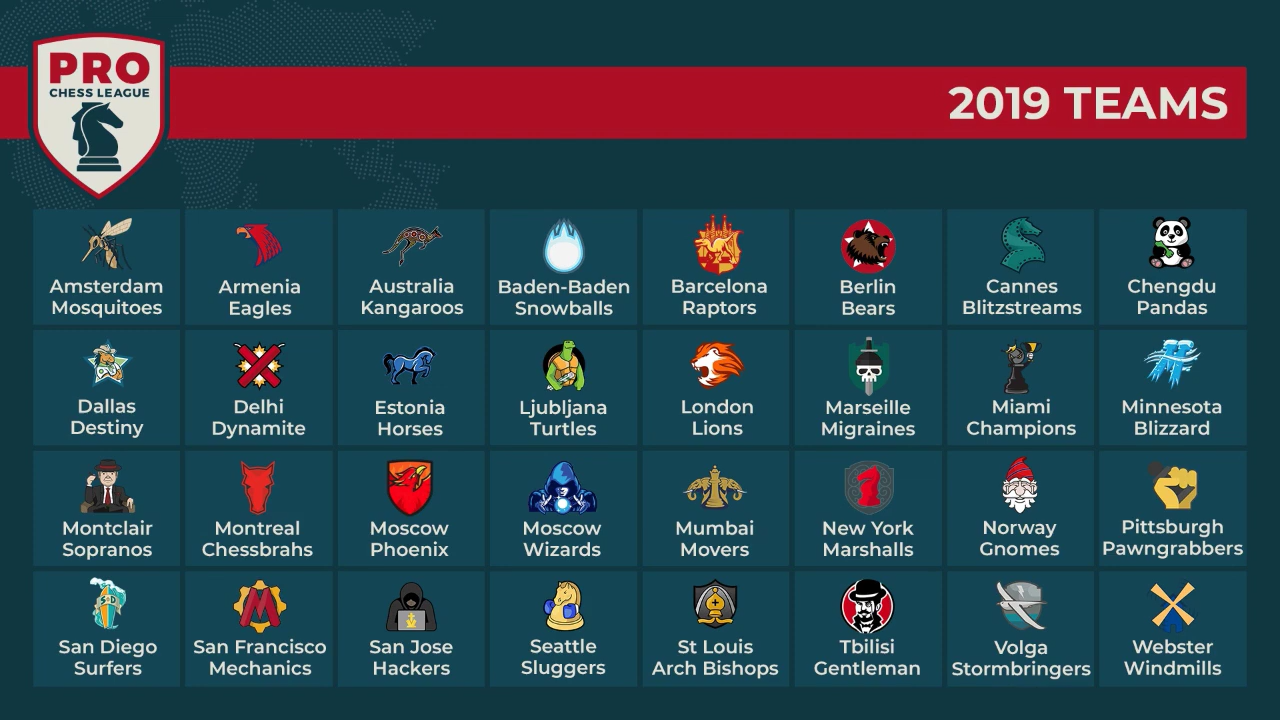 PRO
CHESS LEAGUE
2019 TEAMS
Amsterdam
Mosquitoes
Armenia
Eagles
Australia
Kangaroos
Baden-Baden
Snowballs
Barcelona
Raptors
Berlin
Bears
Cannes
Blitzstreams
Chengdu
Pandas
Dallas
Destiny
Delhi
Dynamite
Estonia
Horses
Ljubljana
Turtles
London
Lions
Marseille
Migraines
Miami
Champions
Minnesota
Blizzard
Montclair
Sopranos
Montreal
Chessbrahs
Moscow
Phoenix
Moscow
Wizards
Mumbai
Movers
New York
Marshalls
Norway
Gnomes
Pittsburgh
Pawngrabbers
San Diego
Surfers
San Francisco
Mechanics
San Jose
Hackers
Seattle
Sluggers
St Louis
Arch Bishops
Tbilisi
Gentleman
Volga
Stormbringers
Webster
Windmills